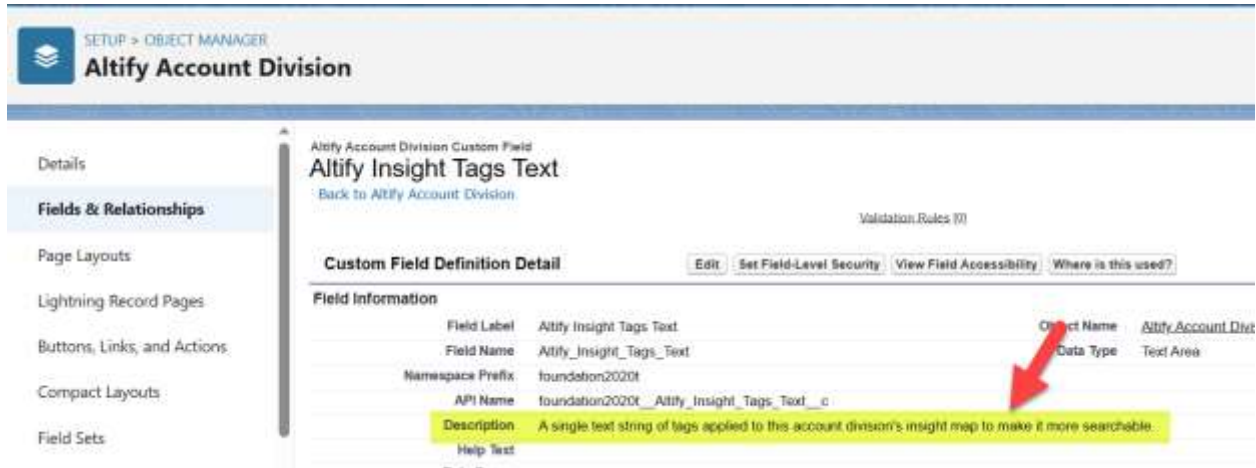 SETUP > OBJECT MANAGER
Altify Account Division
Details
Fields & Relationships
Page Layouts
Lightning Record Pages
Buttons, Links, and Actions
Compact Layouts
Field Sets
Altify Account Division Custom Field
Altify Insight Tags Text
Back to Altify Account Division
Validation Rules [0]
Custom Field Definition Detail
Edit Set Field-Level Security View Field Accessibility Where is this used?
Field Information
Field Label Altify Insight Tags Text Object Name Altify Account Divis
Field Name Altify_Insight_Tags_Text Data Type Text Area
Namespace Prefix foundation2020t
API Name foundation2020t__Altify_Insight_Tags_Text__c
Description A single text string of tags applied to this account division's insight map to make it more searchable.
Help Text